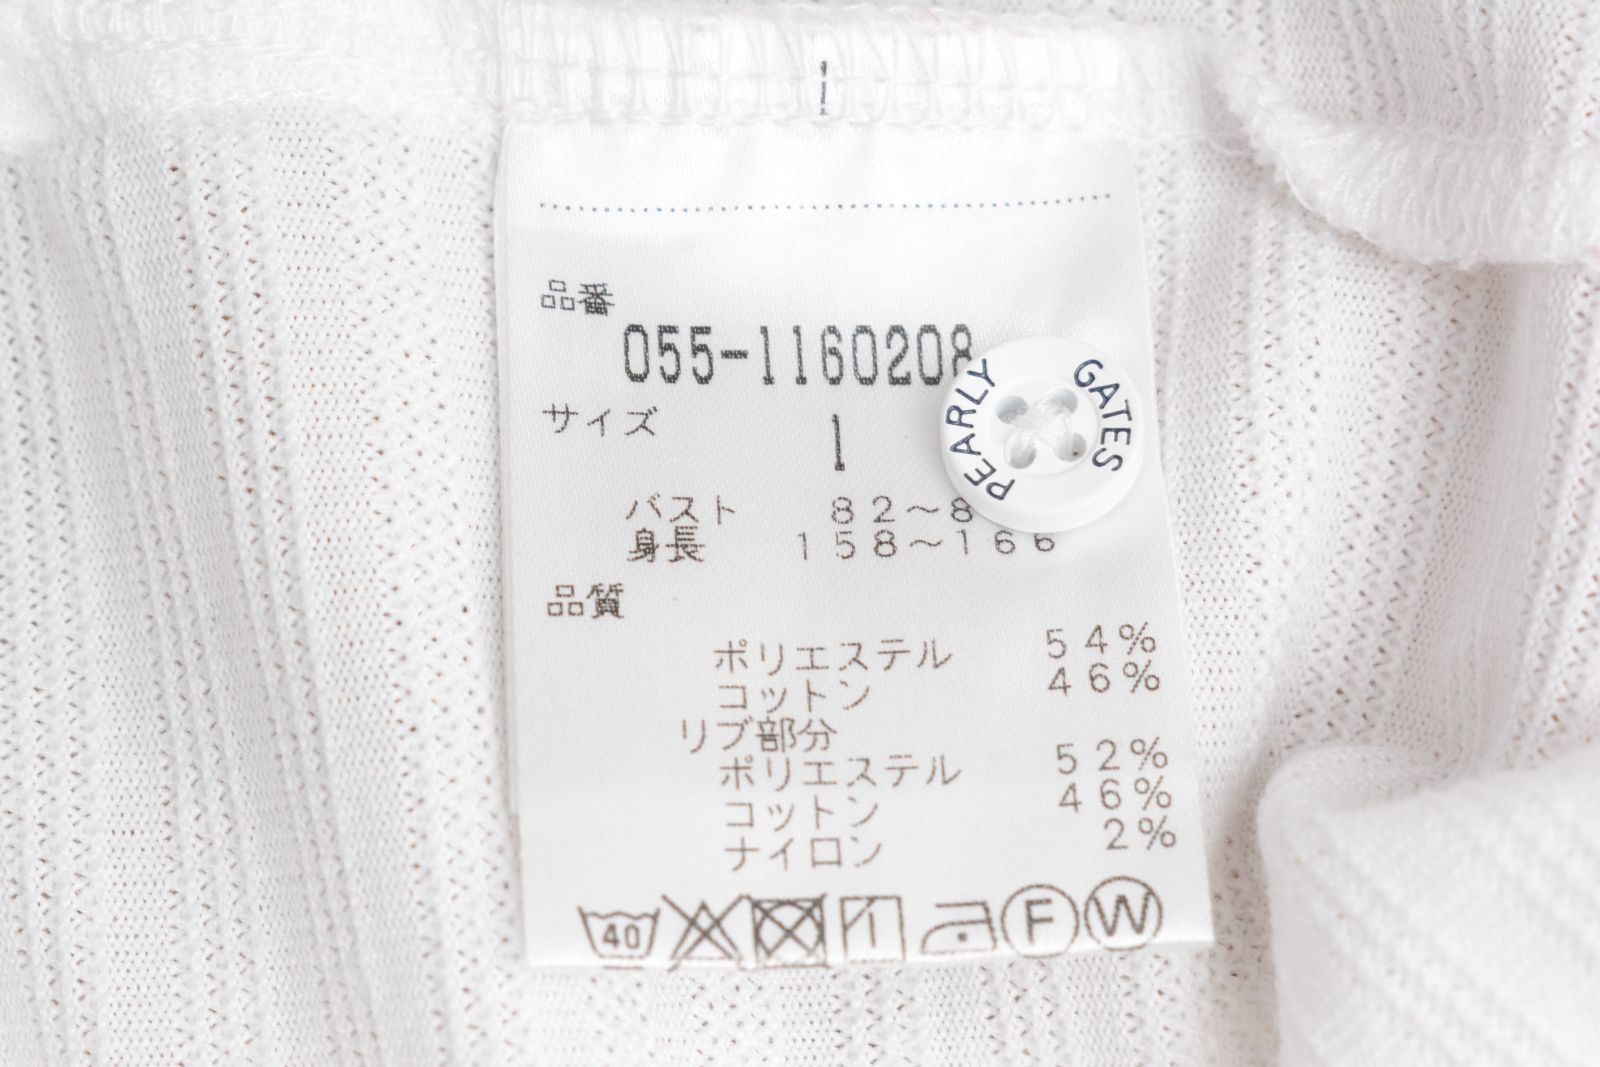 品番
055-1160208
サイズ
1
バスト 82～8
身長 158～166
品質
ポリエステル 54%
コットン 46%
リブ部分
ポリエステル 52%
コットン 46%
ナイロン 2%
40 F W
PEARLY GATES